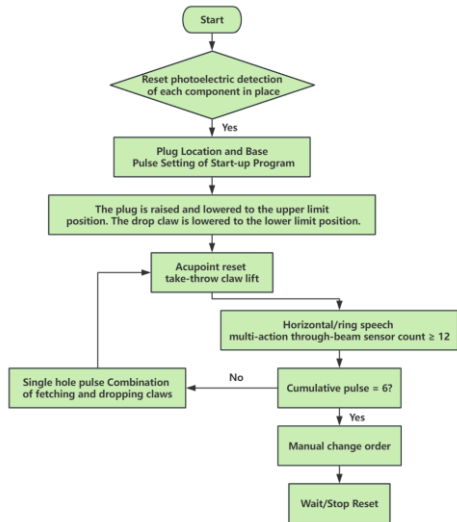 Start
Reset photoelectric detection
of each component in place
Yes
Plug Location and Base
Pulse Setting of Start-up Program
The plug is raised and lowered to the upper limit
position. The drop claw is lowered to the lower limit position.
Acupoint reset
take-throw claw lift
Horizontal/ring speech
multi-action through-beam sensor count ≥ 12
Single hole pulse Combination
of fetching and dropping claws
No
Cumulative pulse = 6?
Yes
Manual change order
Wait/Stop Reset